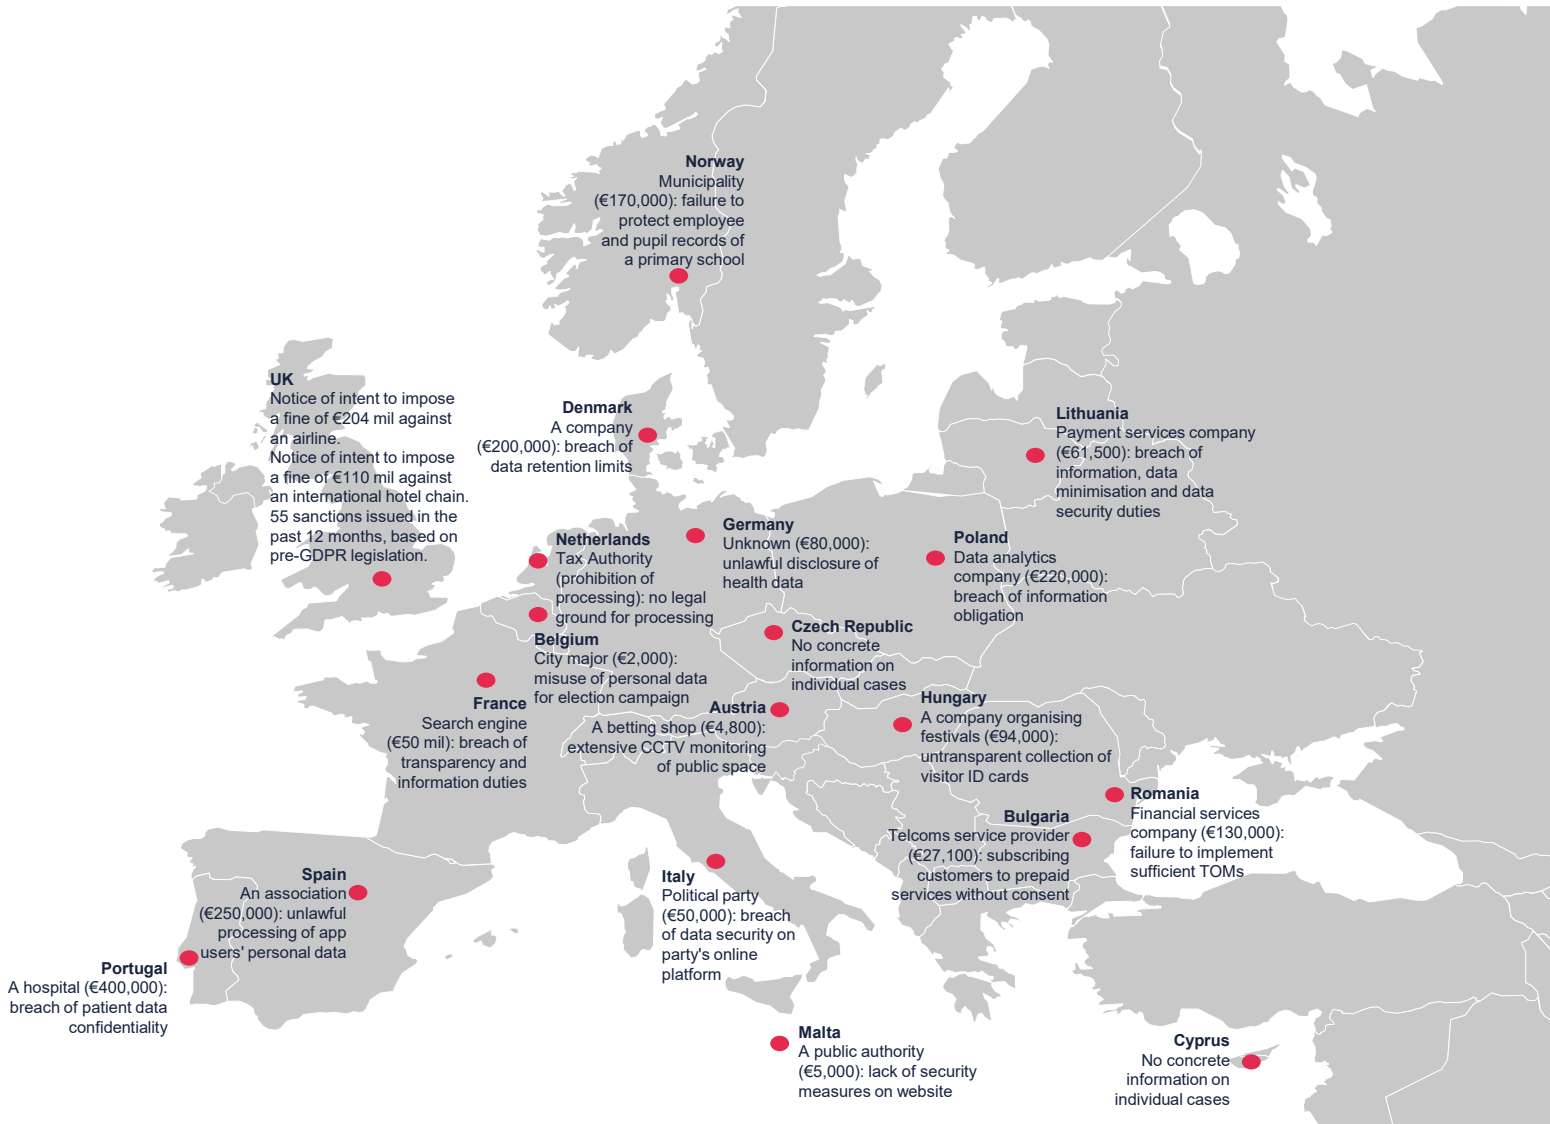 Norway
Municipality
(€170,000): failure to
protect employee
and pupil records of
a primary school
UK
Notice of intent to impose
a fine of €204 mil against
an airline.
Notice of intent to impose
a fine of €110 mil against
an international hotel chain.
55 sanctions issued in the
past 12 months, based on
pre-GDPR legislation.
Denmark
A company
(€200,000): breach of
data retention limits
Lithuania
Payment services company
(€61,500): breach of
information, data
minimisation and data
security duties
Netherlands
Tax Authority
(prohibition of
processing): no legal
ground for processing
Germany
Unknown (€80,000):
unlawful disclosure of
health data
Poland
Data analytics
company (€220,000):
breach of information
obligation
Belgium
City major (€2,000):
misuse of personal data
for election campaign
Czech Republic
No concrete
information on
individual cases
France
Search engine
(€50 mil): breach of
transparency and
information duties
Austria
A betting shop (€4,800):
extensive CCTV monitoring
of public space
Hungary
A company organising
festivals (€94,000):
untransparent collection of
visitor ID cards
Romania
Financial services
company (€130,000):
failure to implement
sufficient TOMs
Bulgaria
Telcoms service provider
(€27,100): subscribing
customers to prepaid
services without consent
Spain
An association
(€250,000): unlawful
processing of app
users' personal data
Italy
Political party
(€50,000): breach
of data security on
party's online
platform
Portugal
A hospital (€400,000):
breach of patient data
confidentiality
Malta
A public authority
(€5,000): lack of security
measures on website
Cyprus
No concrete
information on
individual cases